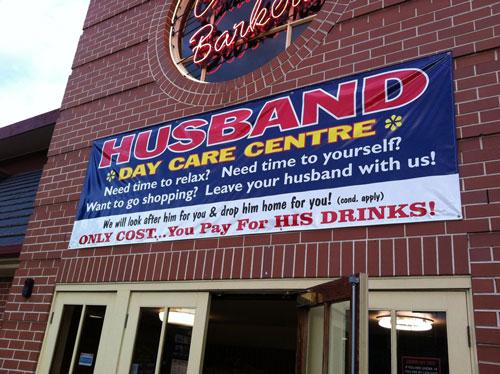 Barker
HUSBAND
DAY CARE CENTRE
Need time to relax? Need time to yourself?
Want to go shopping? Leave your husband with us!
We will look after him for you & drop him home for you! (cond. apply)
ONLY COST...You Pay For HIS DRINKS!